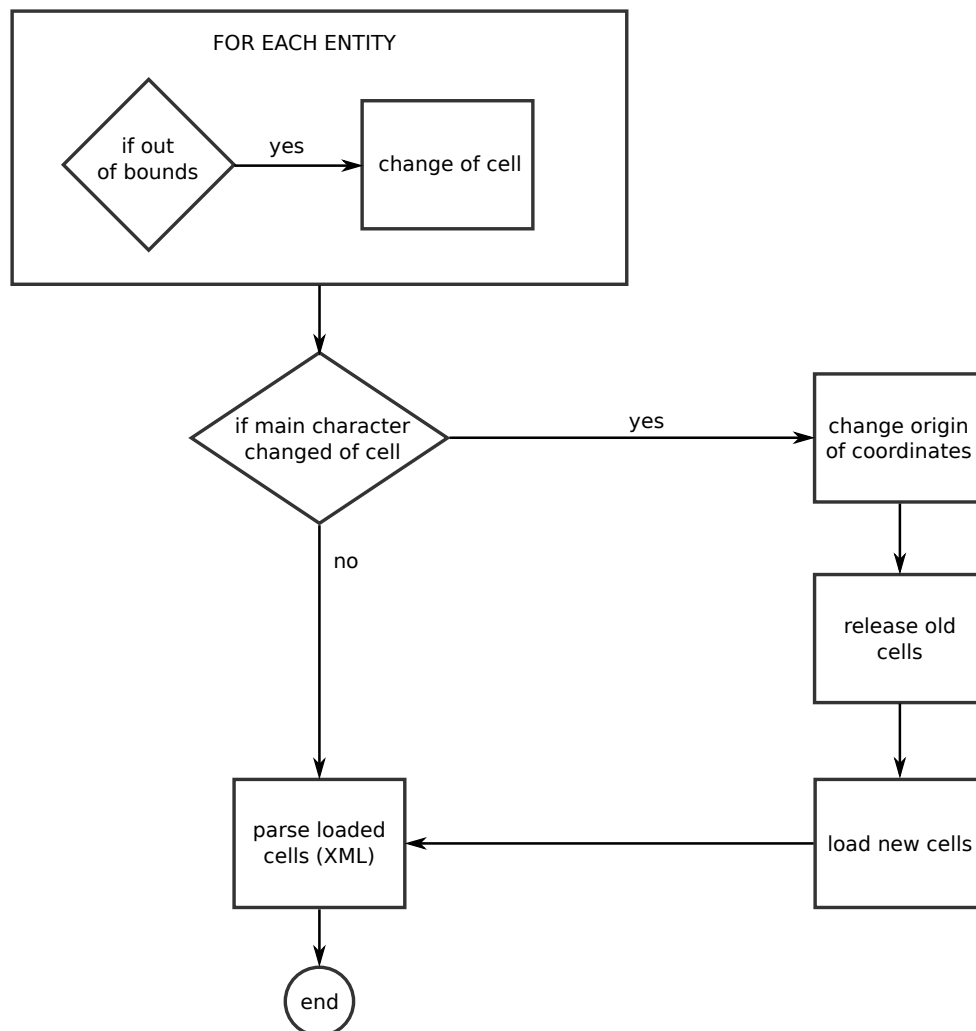 FOR EACH ENTITY
if out
of bounds
yes
change of cell
if main character
changed of cell
yes
change origin
of coordinates
no
release old
cells
parse loaded
cells (XML)
load new cells
end